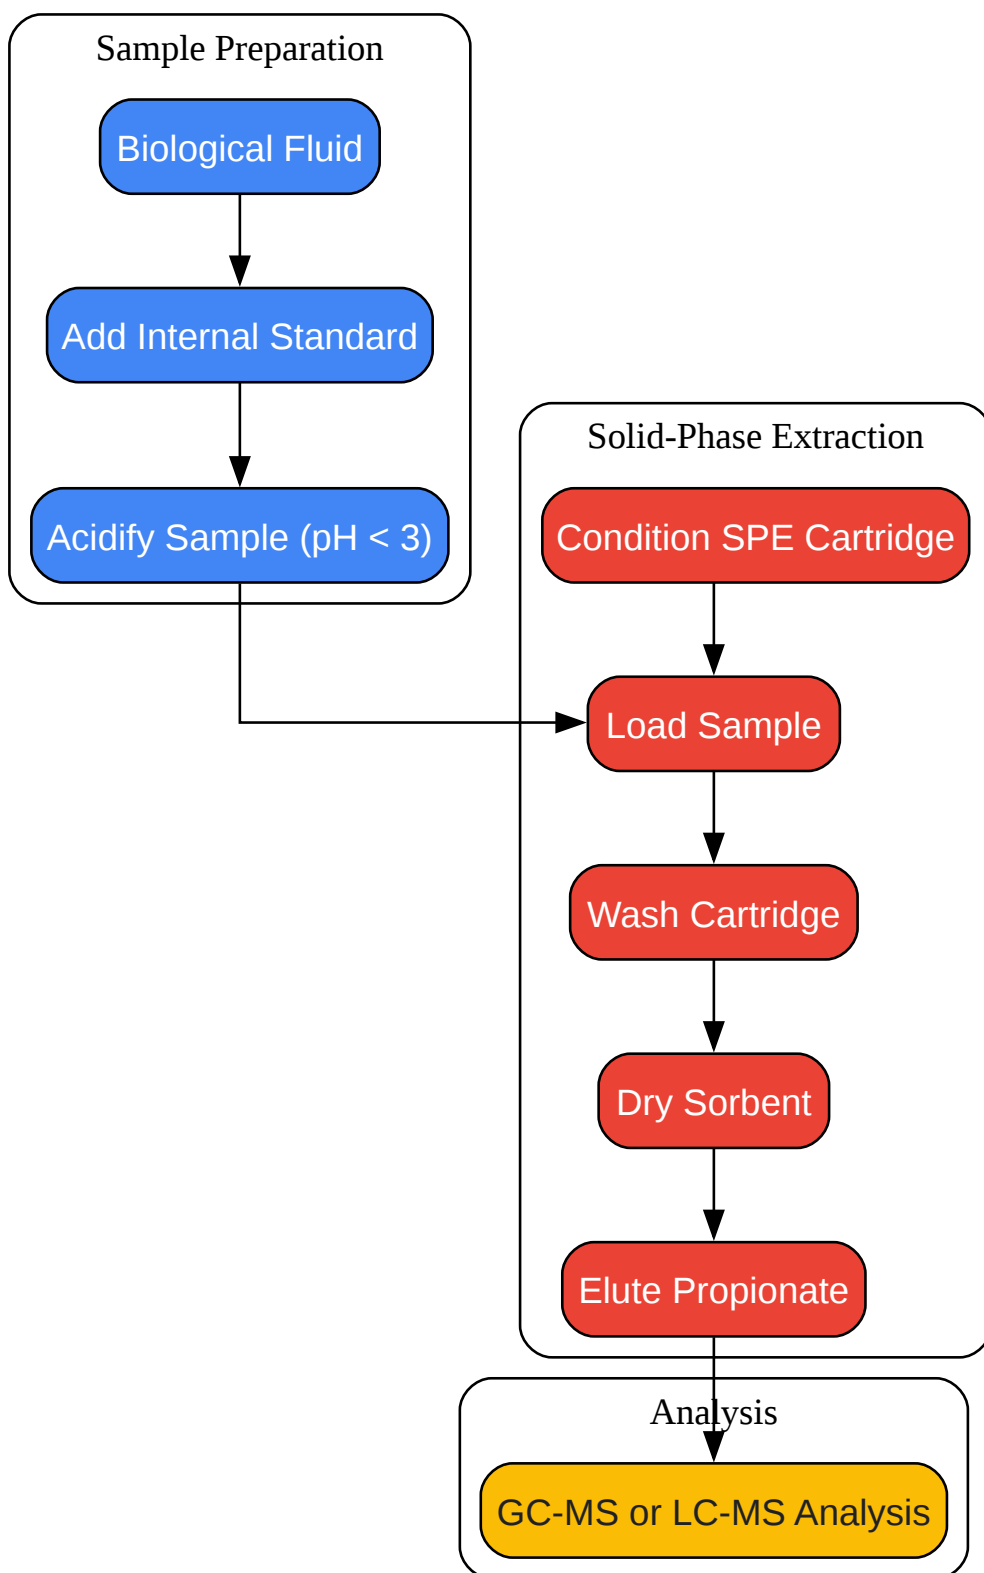 Sample Preparation
Biological Fluid
Add Internal Standard
Acidify Sample (pH < 3)
Solid-Phase Extraction
Condition SPE Cartridge
Load Sample
Wash Cartridge
Dry Sorbent
Elute Propionate
Analysis
GC-MS or LC-MS Analysis